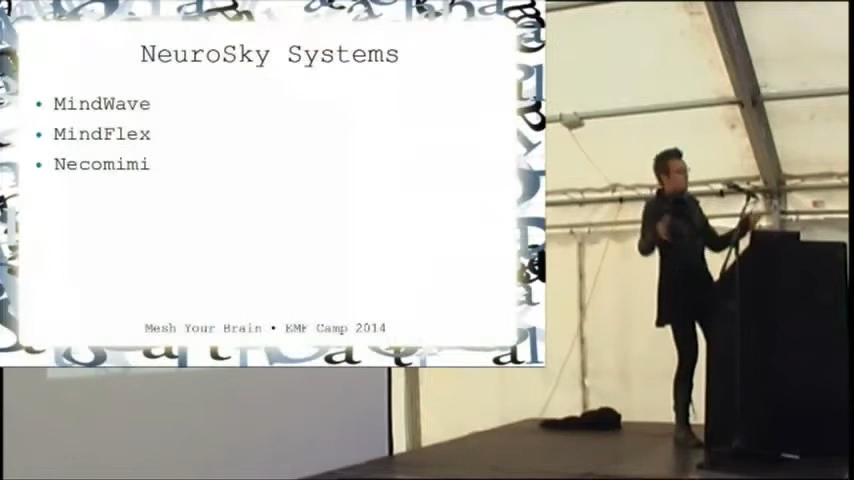 NeuroSky Systems
• MindWave
• MindFlex
• Necomimi
Mesh Your Brain • EMF Camp 2014